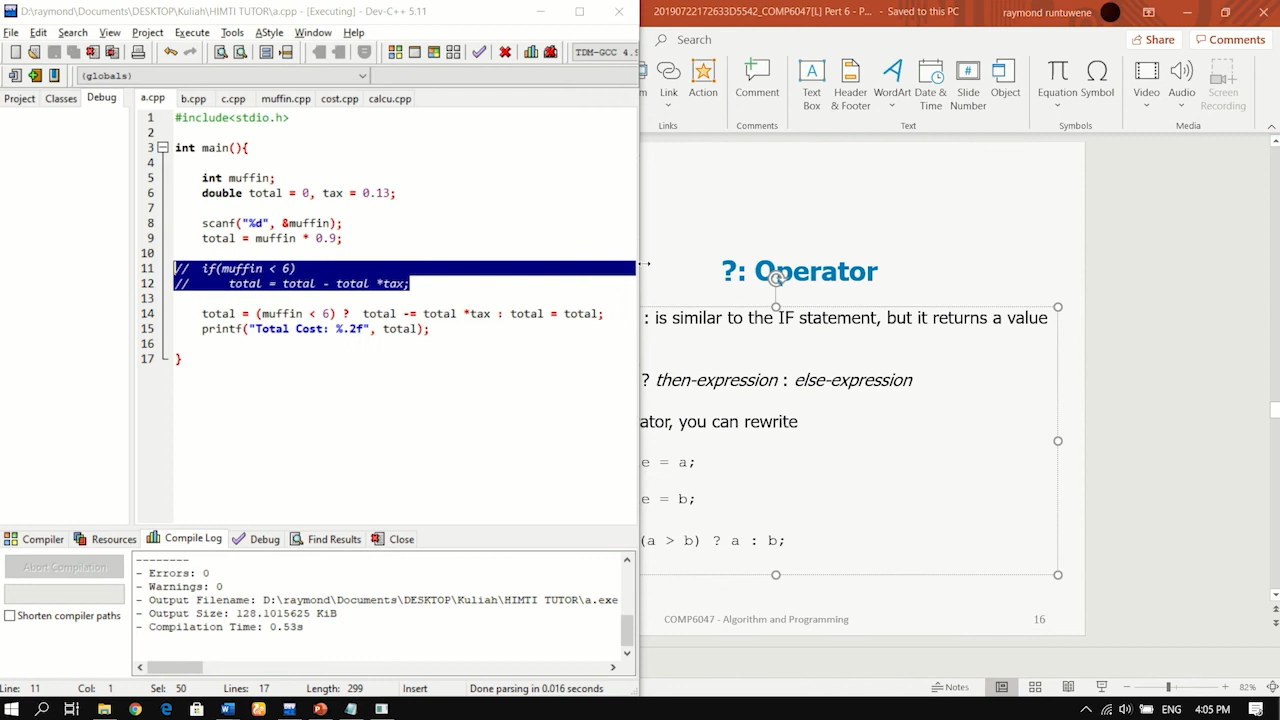 D:\raymond\Documents\DESKTOP\Kuliah\HIMTI TUTOR\a.cpp - [Executing] - Dev-C++ 5.11
File Edit Search View Project Execute Tools AStyle Window Help
TDM-GCC 4.9
(globals)
Project Classes Debug
a.cpp b.cpp c.cpp muffin.cpp cost.cpp calcu.cpp
1 #include<stdio.h>
2
3 int main(){
4
5 int muffin;
6 double total = 0, tax = 0.13;
7
8 scanf("%d", &muffin);
9 total = muffin * 0.9;
10
11 // if(muffin < 6)
12 // total = total - total *tax;
13
14 total = (muffin < 6) ? total -= total *tax : total = total;
15 printf("Total Cost: %.2f", total);
16
17 }
Compiler Resources Compile Log Debug Find Results Close
Abort Compilation
Shorten compiler paths
--------
- Errors: 0
- Warnings: 0
- Output Filename: D:\raymond\Documents\DESKTOP\Kuliah\HIMTI TUTOR\a.exe
- Output Size: 128.1015625 KiB
- Compilation Time: 0.53s
Line: 11 Col: 1 Sel: 50 Lines: 17 Length: 299 Insert Done parsing in 0.016 seconds
20190722172633D5542_COMP6047[L] Pert 6 - P... - Saved to this PC
raymond runtuwene
Search
Share Comments
Link Action Comment Text Box Header & Footer WordArt Date & Time Slide Number Object Equation Symbol Video Audio Screen Recording
Links Comments Text Symbols Media
?: Operator
: is similar to the IF statement, but it returns a value
? then-expression : else-expression
ator, you can rewrite
e = a;
e = b;
(a > b) ? a : b;
COMP6047 - Algorithm and Programming 16
Notes 82%
ENG 4:05 PM